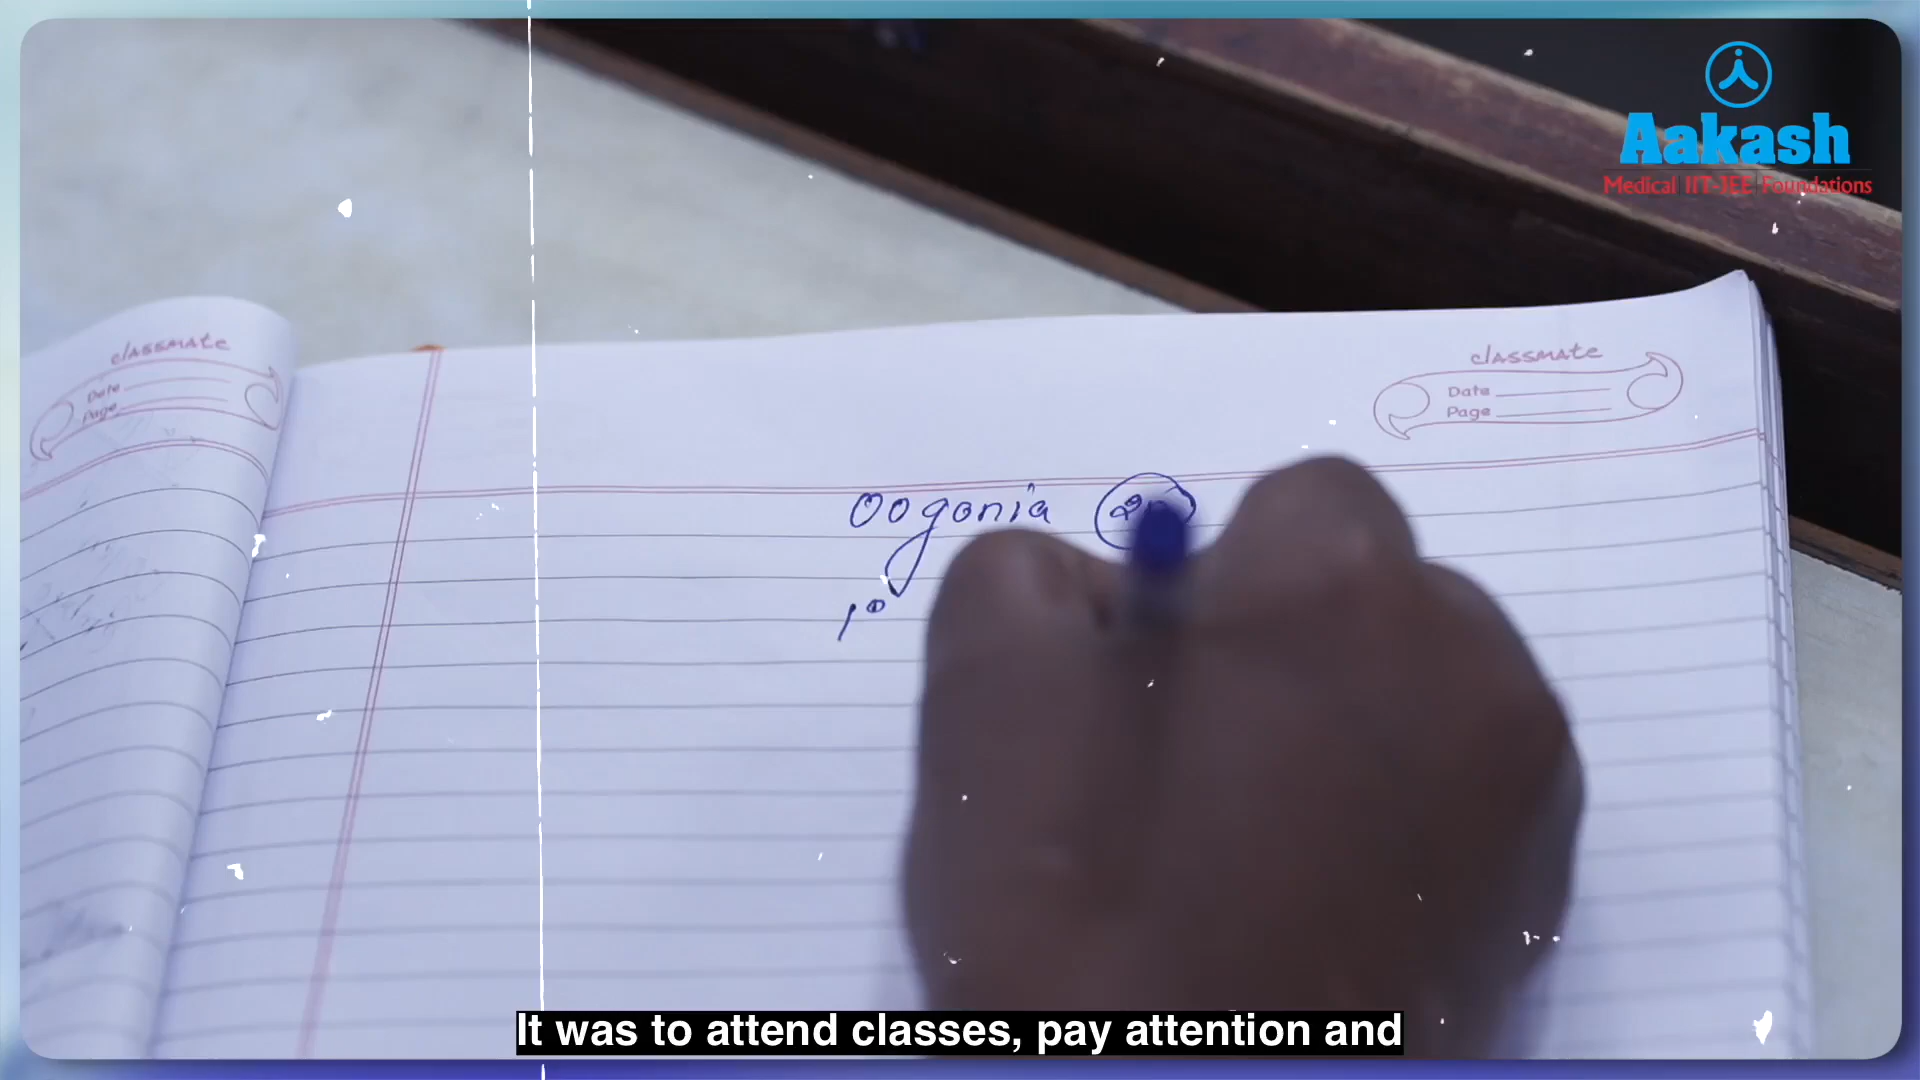 Aakash
Medical IIT-JEE Foundations
classmate
Date
Page
classmate
Date
Page
Oogonia
1°
It was to attend classes, pay attention and